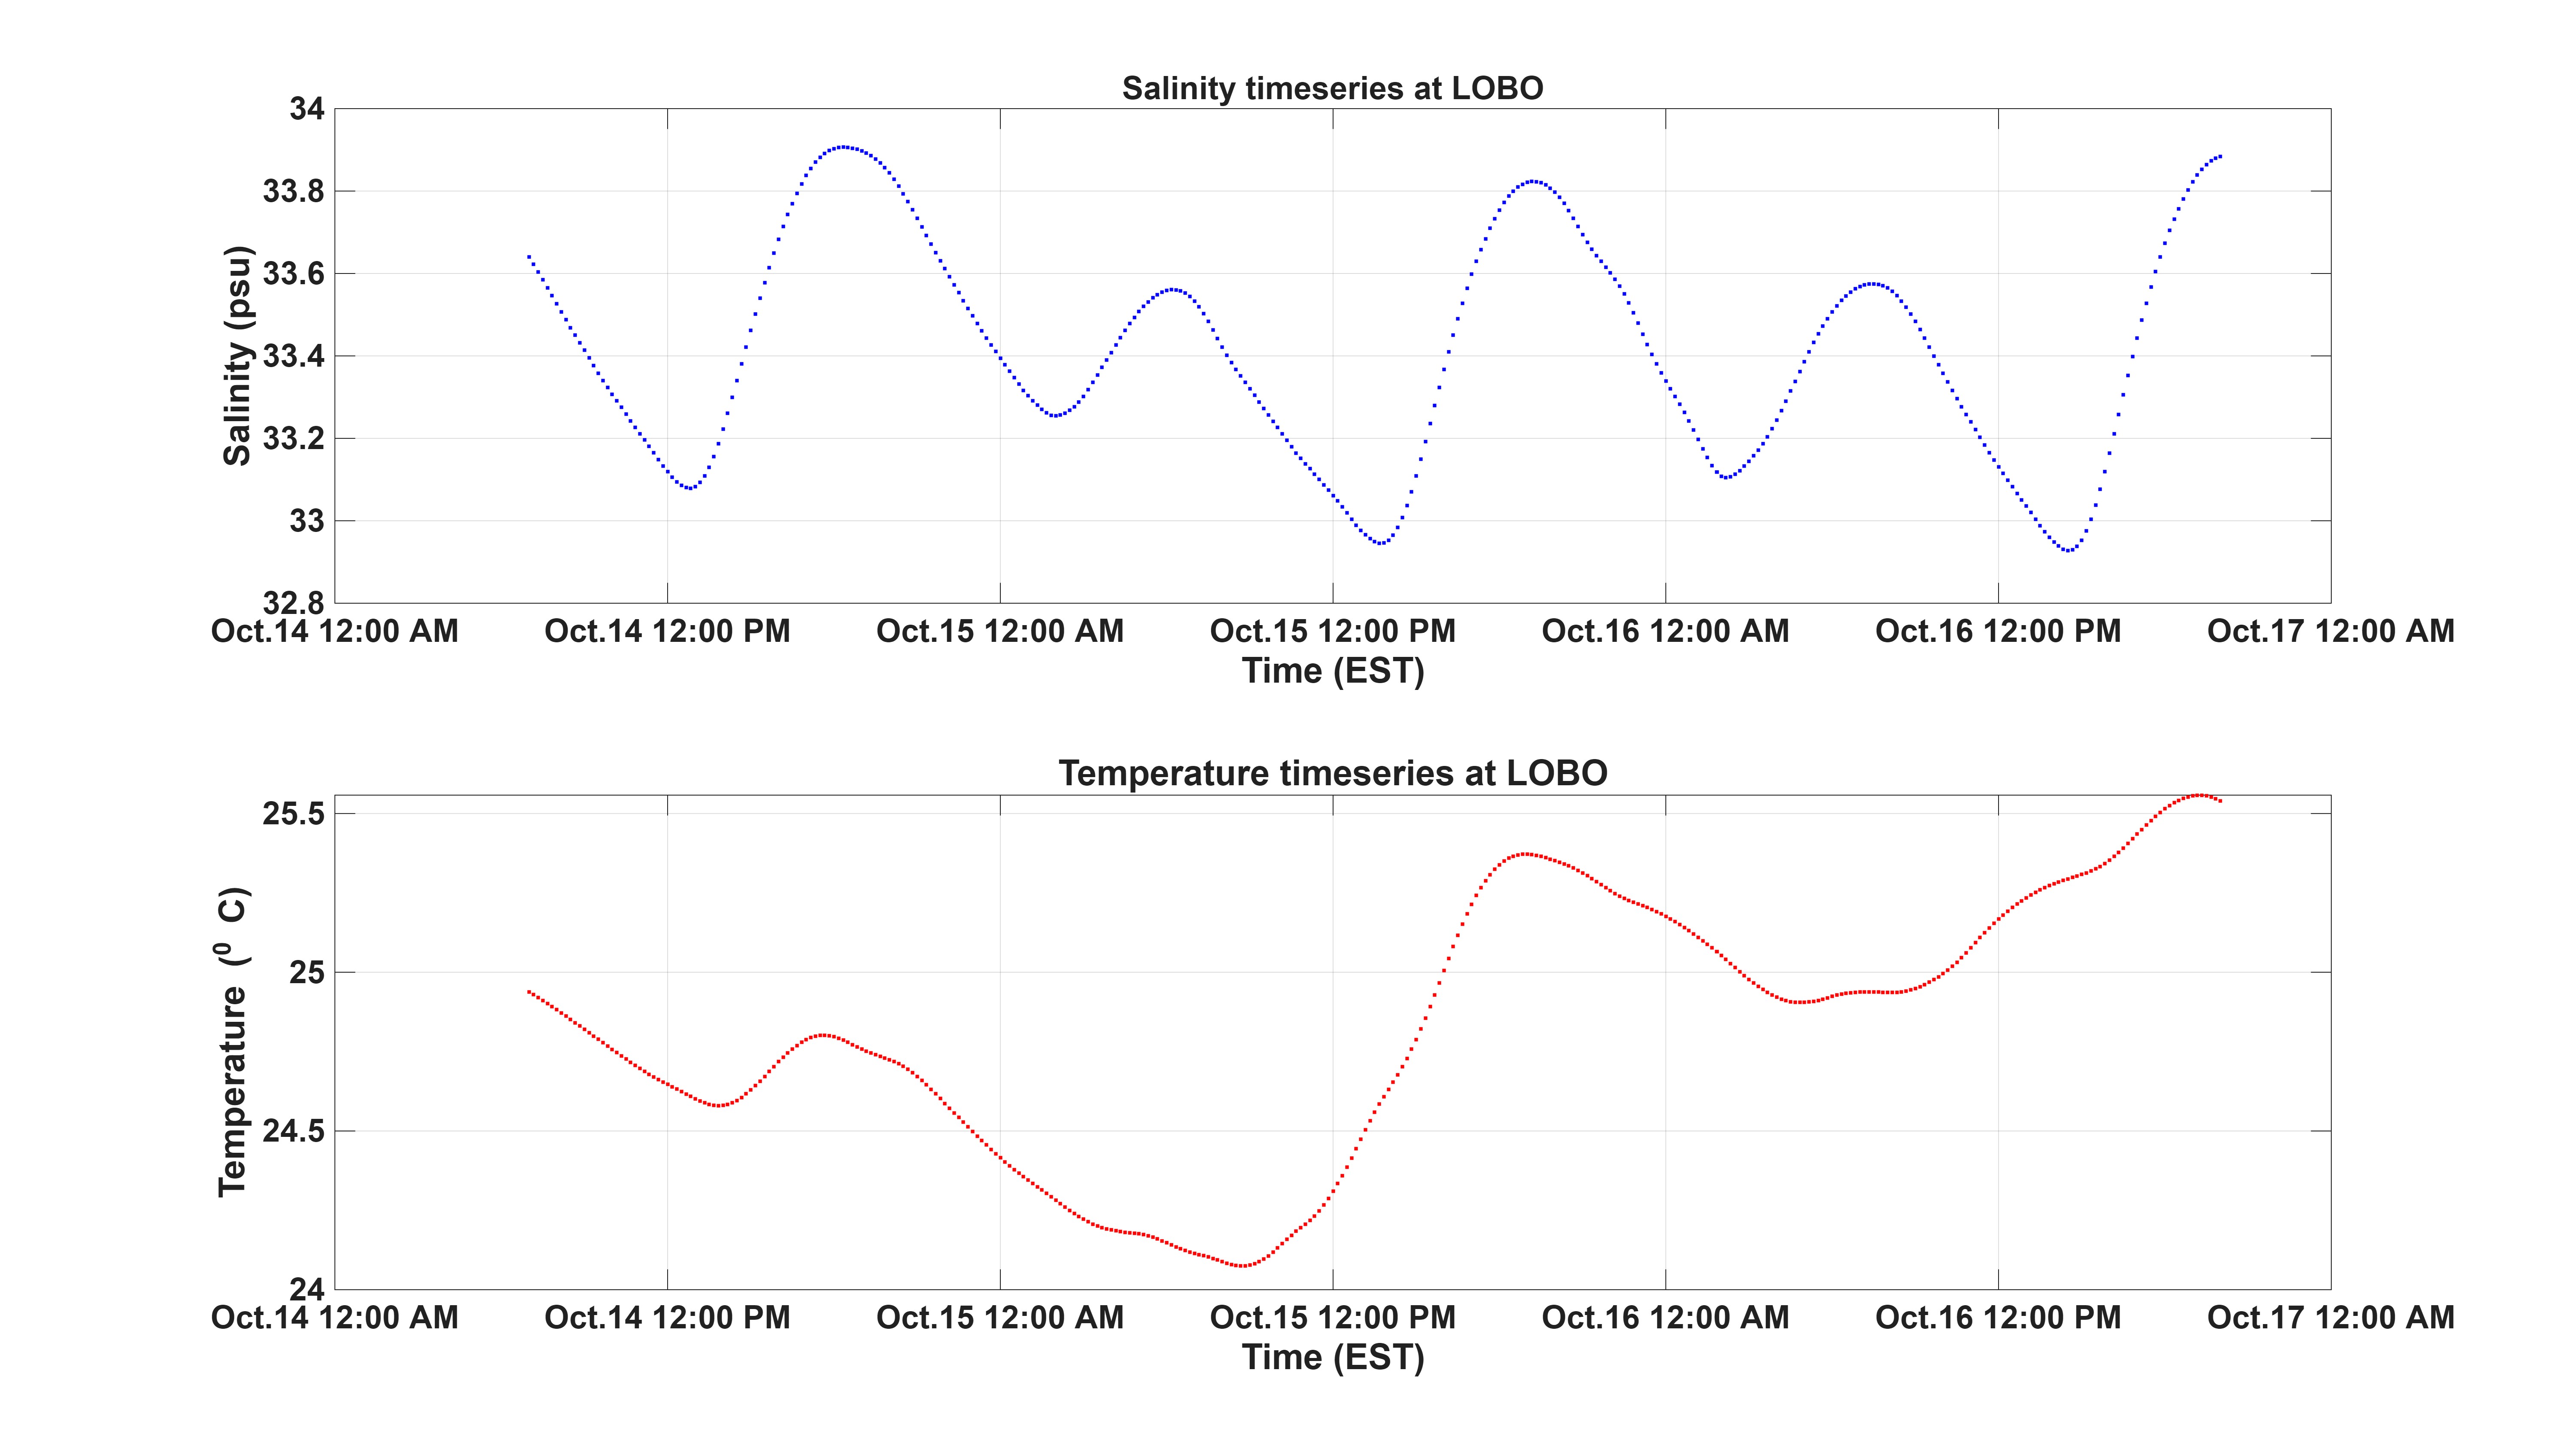 Salinity timeseries at LOBO
34
33.8
33.6
33.4
33.2
33
32.8
Salinity (psu)
Oct.14 12:00 AM Oct.14 12:00 PM Oct.15 12:00 AM Oct.15 12:00 PM Oct.16 12:00 AM Oct.16 12:00 PM Oct.17 12:00 AM
Time (EST)
Temperature timeseries at LOBO
25.5
25
24.5
24
Temperature (⁰ C)
Oct.14 12:00 AM Oct.14 12:00 PM Oct.15 12:00 AM Oct.15 12:00 PM Oct.16 12:00 AM Oct.16 12:00 PM Oct.17 12:00 AM
Time (EST)